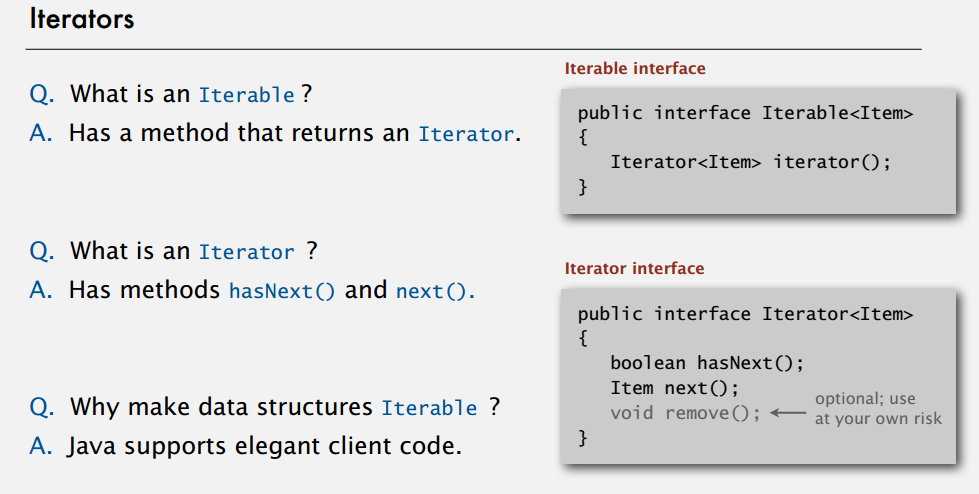 Iterators
Q. What is an Iterable ?
A. Has a method that returns an Iterator.
Iterable interface
public interface Iterable<Item>
{
Iterator<Item> iterator();
}
Q. What is an Iterator ?
A. Has methods hasNext() and next().
Iterator interface
public interface Iterator<Item>
{
boolean hasNext();
Item next();
void remove();
optional; use
at your own risk
}
Q. Why make data structures Iterable ?
A. Java supports elegant client code.